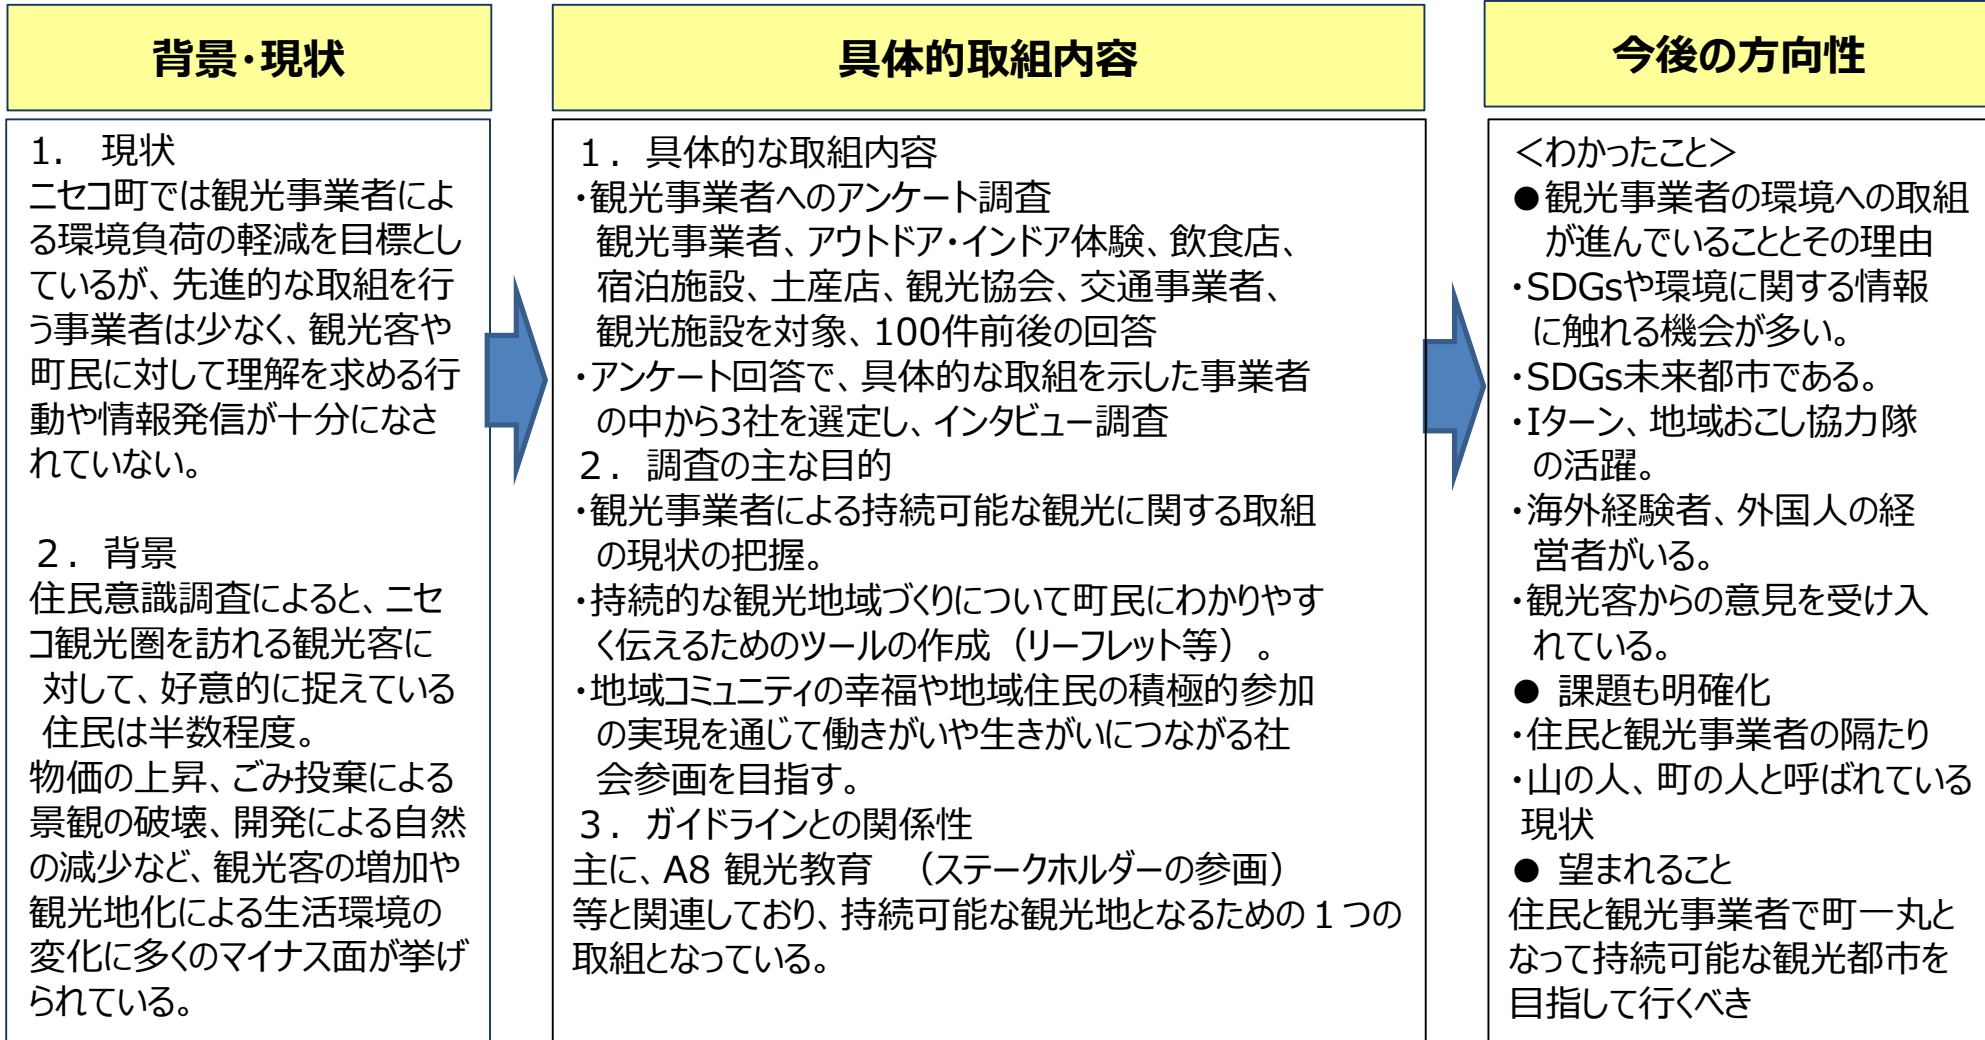 背景・現状
1.　現状
ニセコ町では観光事業者によ
る環境負荷の軽減を目標とし
ているが、先進的な取組を行
う事業者は少なく、観光客や
町民に対して理解を求める行
動や情報発信が十分になさ
れていない。
２．背景
住民意識調査によると、ニセ
コ観光圏を訪れる観光客に
対して、好意的に捉えている
住民は半数程度。
物価の上昇、ごみ投棄による
景観の破壊、開発による自然
の減少など、観光客の増加や
観光地化による生活環境の
変化に多くのマイナス面が挙げ
られている。
具体的取組内容
１．具体的な取組内容
・観光事業者へのアンケート調査
観光事業者、アウトドア・インドア体験、飲食店、
宿泊施設、土産店、観光協会、交通事業者、
観光施設を対象、100件前後の回答
・アンケート回答で、具体的な取組を示した事業者
の中から3社を選定し、インタビュー調査
２．調査の主な目的
・観光事業者による持続可能な観光に関する取組
の現状の把握。
・持続的な観光地域づくりについて町民にわかりやす
く伝えるためのツールの作成（リーフレット等）。
・地域コミュニティの幸福や地域住民の積極的参加
の実現を通じて働きがいや生きがいにつながる社
会参画を目指す。
３．ガイドラインとの関係性
主に、A8 観光教育　（ステークホルダーの参画）
等と関連しており、持続可能な観光地となるための１つの
取組となっている。
今後の方向性
＜わかったこと＞
●観光事業者の環境への取組
が進んでいることとその理由
・SDGsや環境に関する情報
に触れる機会が多い。
・SDGs未来都市である。
・Iターン、地域おこし協力隊
の活躍。
・海外経験者、外国人の経
営者がいる。
・観光客からの意見を受け入
れている。
● 課題も明確化
・住民と観光事業者の隔たり
・山の人、町の人と呼ばれている
現状
● 望まれること
住民と観光事業者で町一丸と
なって持続可能な観光都市を
目指して行くべき